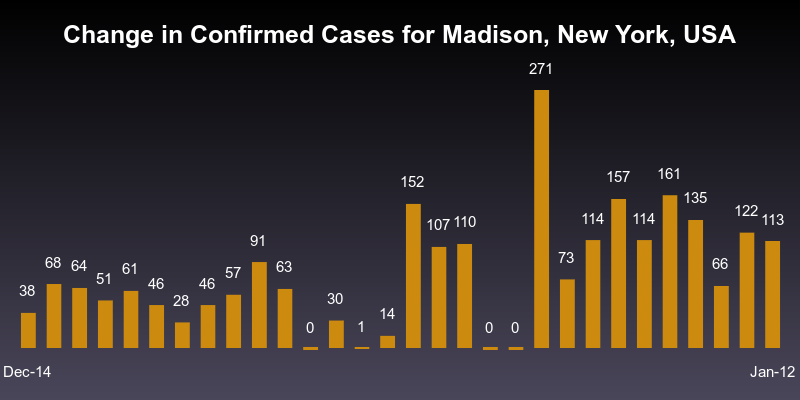 Change in Confirmed Cases for Madison, New York, USA
38 68 64 51 61 46 28 46 57 91 63 0 30 1 14 152 107 110 0 0 271 73 114 157 114 161 135 66 122 113
Dec-14 Jan-12